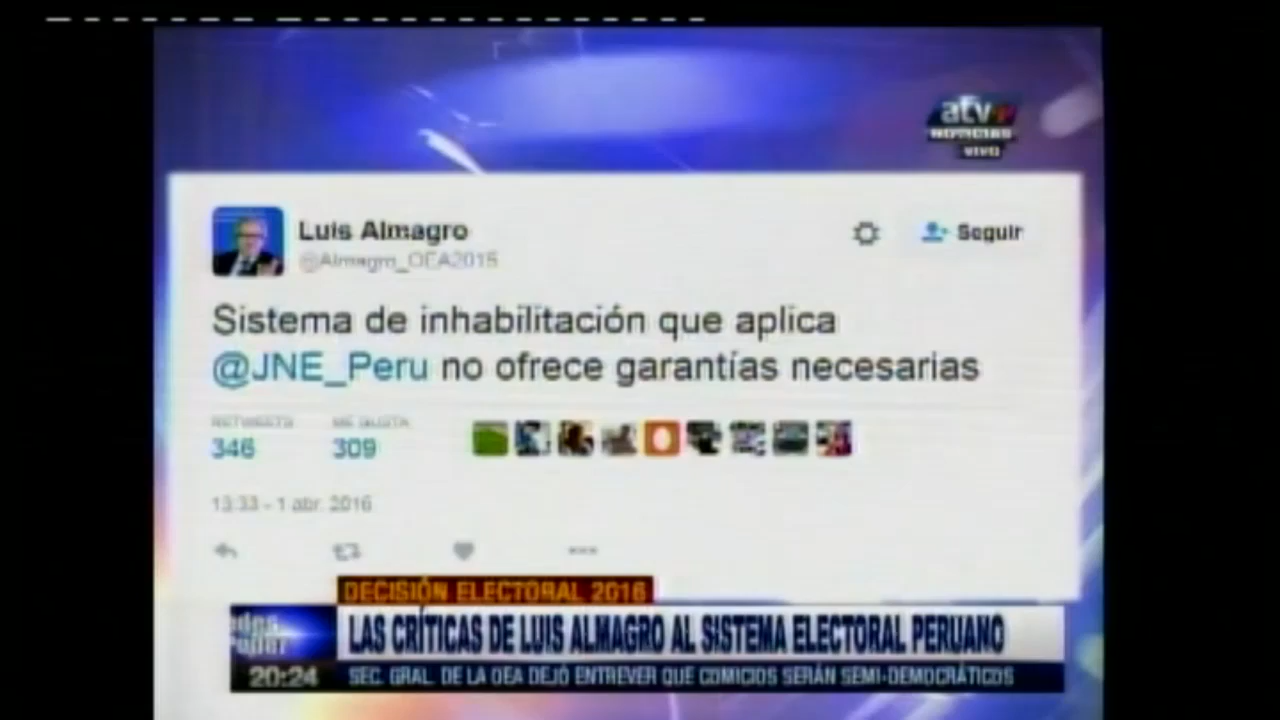 atv+
NOTICIAS
VIVO
Luis Almagro
@Almagro_OEA2015
Seguir
Sistema de inhabilitación que aplica
@JNE_Peru no ofrece garantías necesarias
RETWEETS
ME GUSTA
346
309
13:33 - 1 abr. 2016
DECISIÓN ELECTORAL 2016
LAS CRÍTICAS DE LUIS ALMAGRO AL SISTEMA ELECTORAL PERUANO
20:24
SEC. GRAL. DE LA OEA DEJÓ ENTREVER QUE COMICIOS SERÁN SEMI-DEMOCRÁTICOS